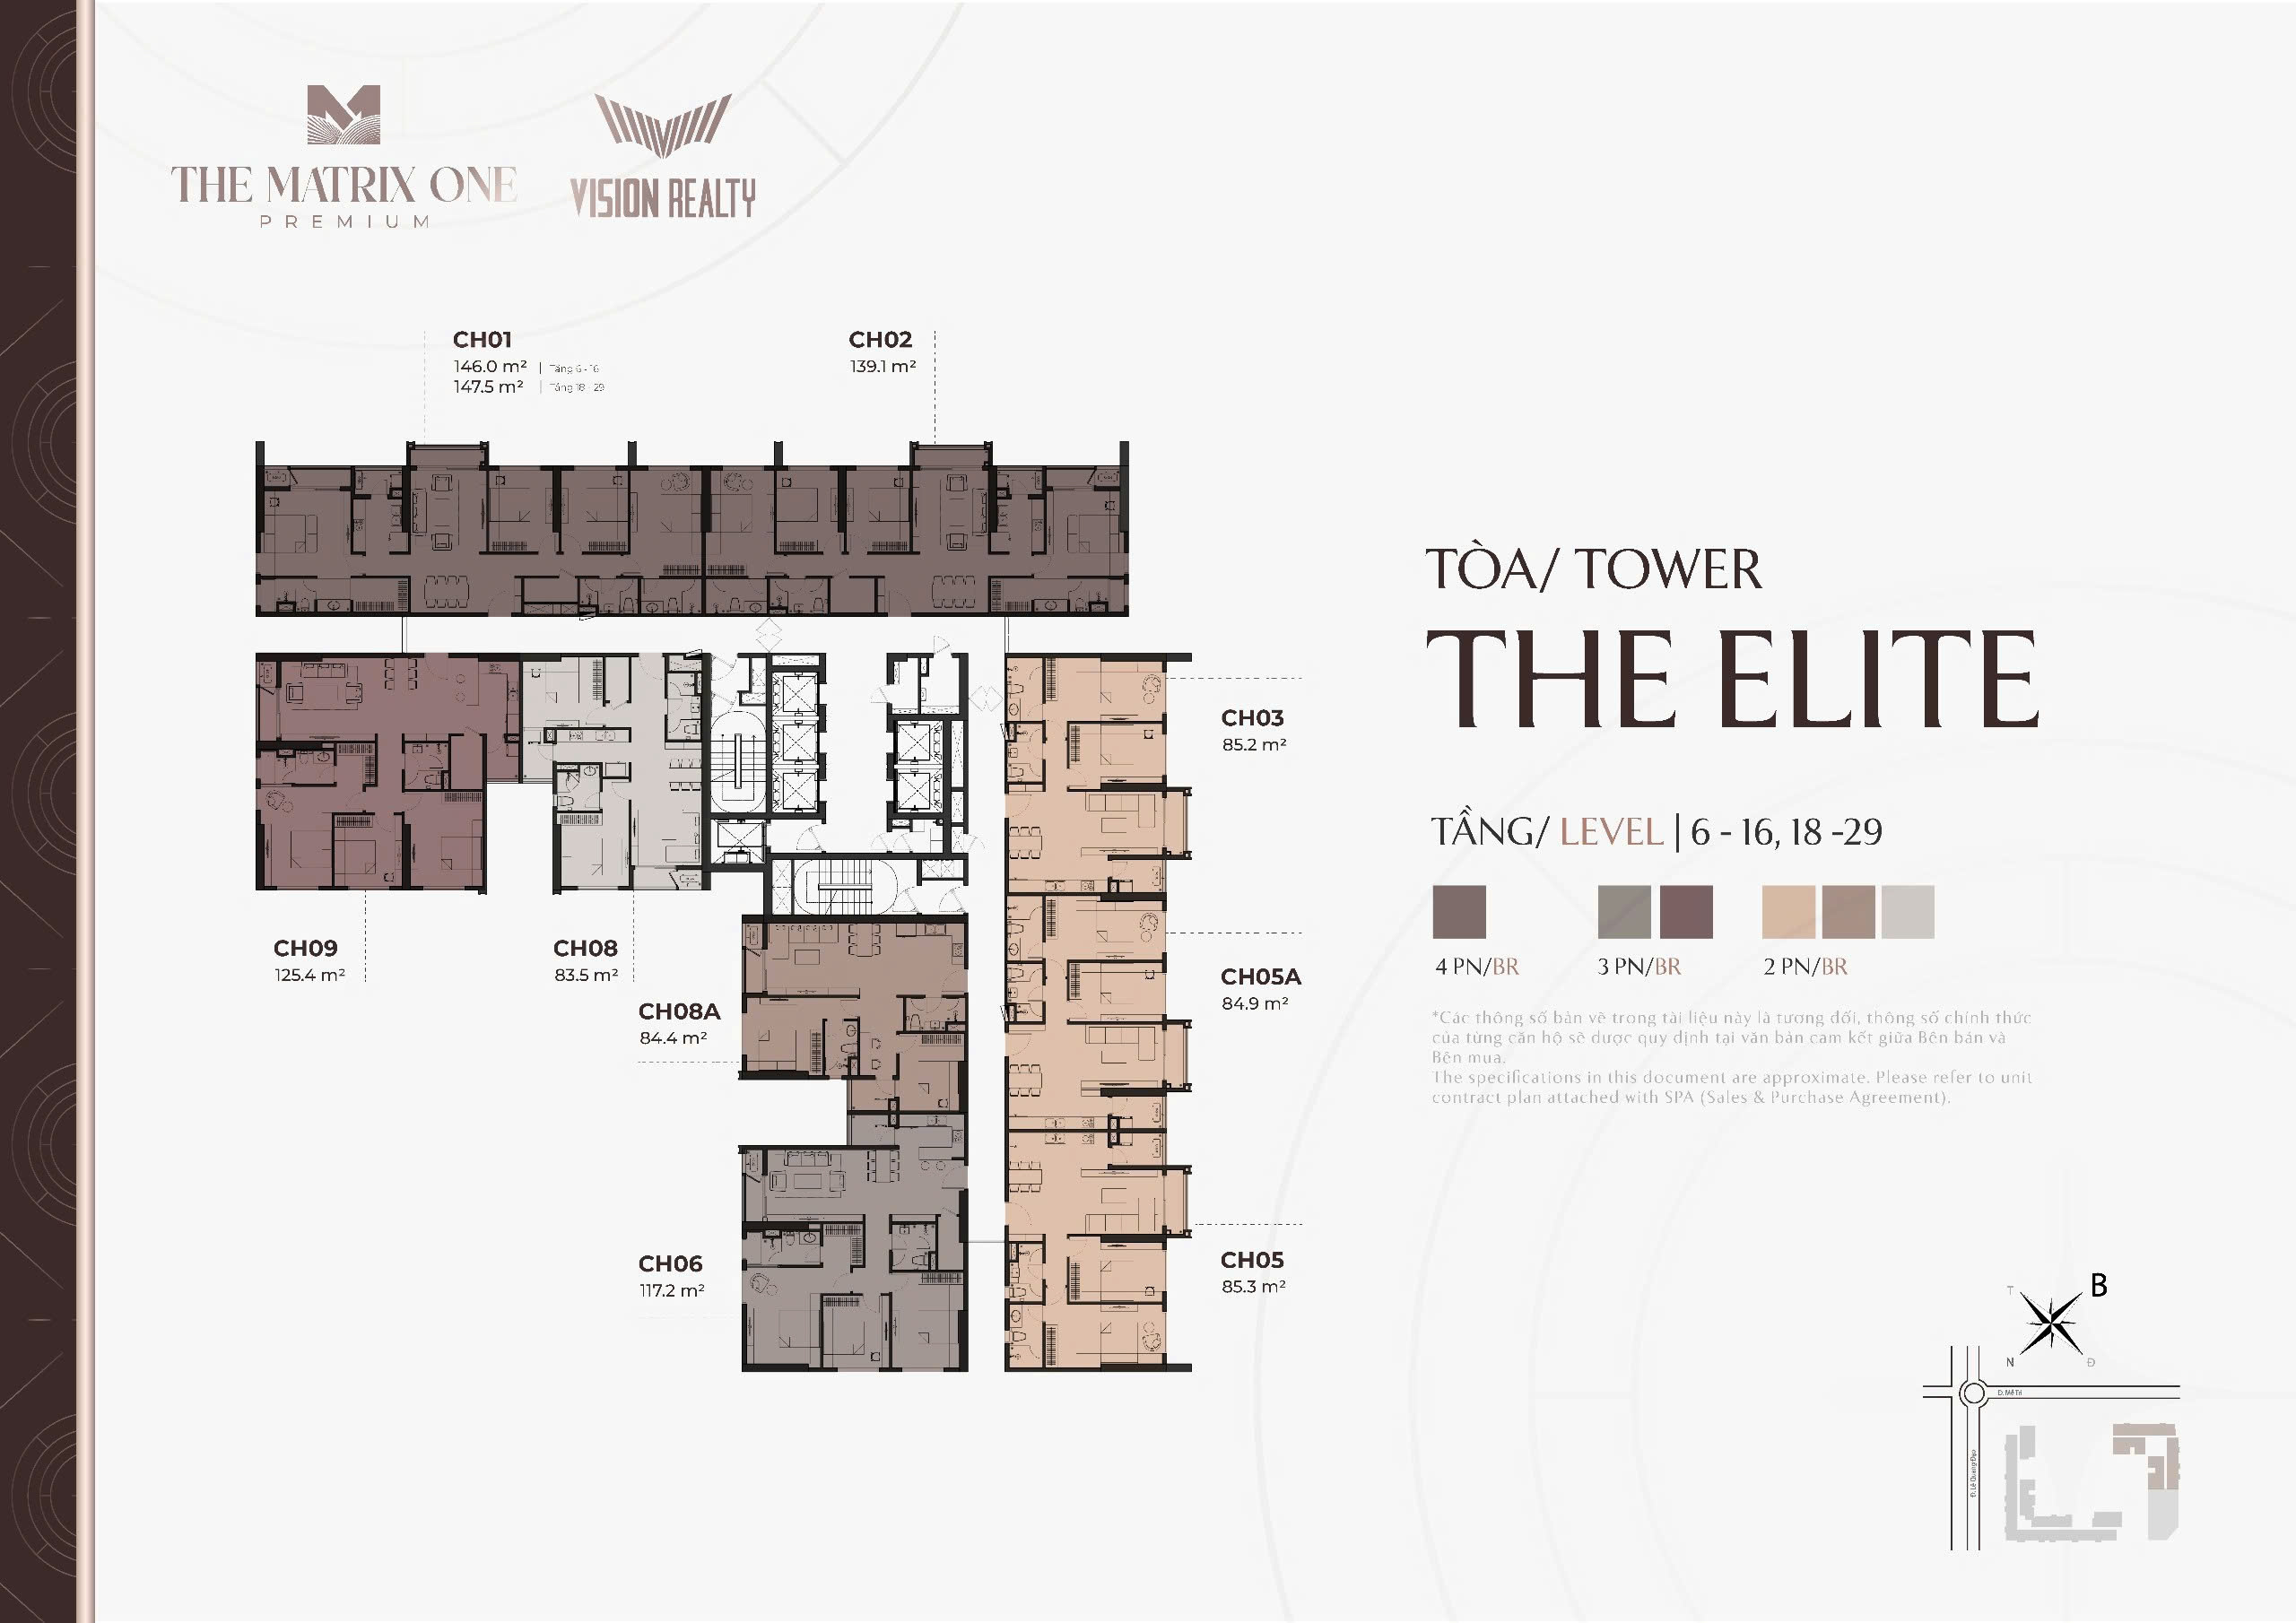 THE MATRIX ONE
PREMIUM
VISION REALTY
CH01
146.0 m² | Tầng 6 - 16
147.5 m² | Tầng 18 - 29
CH02
139.1 m²
CH03
85.2 m²
CH09
125.4 m²
CH08
83.5 m²
CH08A
84.4 m²
CH05A
84.9 m²
CH06
117.2 m²
CH05
85.3 m²
TÒA/ TOWER
THE ELITE
TẦNG/ LEVEL | 6 - 16, 18 -29
4 PN/BR
3 PN/BR
2 PN/BR
*Các thông số bản vẽ trong tài liệu này là tương đối, thông số chính thức
của từng căn hộ sẽ được quy định tại văn bản cam kết giữa Bên bán và
Bên mua.
The specifications in this document are approximate. Please refer to unit
contract plan attached with SPA (Sales & Purchase Agreement).
T
B
N
Đ
Đ. Mễ Trì
Đ. Lê Quang Đạo